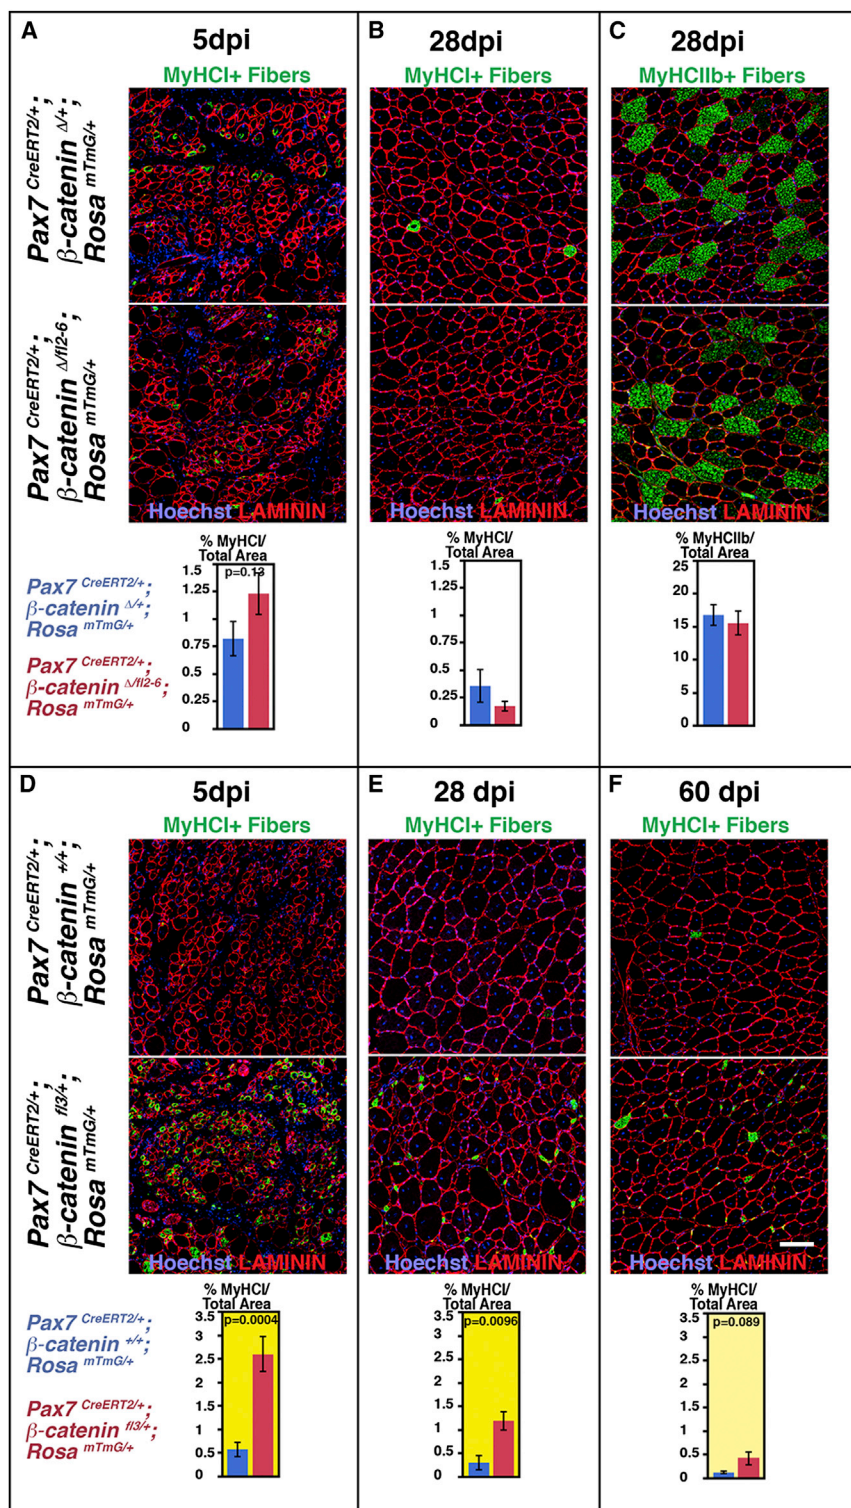 A
5dpi
MyHCI+ Fibers
B
28dpi
MyHCI+ Fibers
C
28dpi
MyHCIIb+ Fibers
Pax7 CreERT2/+;
β-catenin Δ/+;
Rosa mTmG/+
Pax7 CreERT2/+;
β-catenin Δ/fl2-6;
Rosa mTmG/+
Hoechst LAMININ
Hoechst LAMININ
Hoechst LAMININ
Pax7 CreERT2/+;
β-catenin Δ/+;
Rosa mTmG/+
Pax7 CreERT2/+;
β-catenin Δ/fl2-6;
Rosa mTmG/+
% MyHCI/
Total Area
p=0.13
1.5
1.25
1
0.75
0.5
0.25
0
% MyHCI/
Total Area
1.5
1.25
1
0.75
0.5
0.25
0
% MyHCIIb/
Total Area
25
20
15
10
5
0
D
5dpi
MyHCI+ Fibers
E
28 dpi
MyHCI+ Fibers
F
60 dpi
MyHCI+ Fibers
Pax7 CreERT2/+;
β-catenin +/+;
Rosa mTmG/+
Pax7 CreERT2/+;
β-catenin fl3/+;
Rosa mTmG/+
Hoechst LAMININ
Hoechst LAMININ
Hoechst LAMININ
Pax7 CreERT2/+;
β-catenin +/+;
Rosa mTmG/+
Pax7 CreERT2/+;
β-catenin fl3/+;
Rosa mTmG/+
% MyHCI/
Total Area
p=0.0004
3.5
3
2.5
2
1.5
1
0.5
0
% MyHCI/
Total Area
p=0.0096
3.5
3
2.5
2
1.5
1
0.5
0
% MyHCI/
Total Area
p=0.089
3.5
3
2.5
2
1.5
1
0.5
0